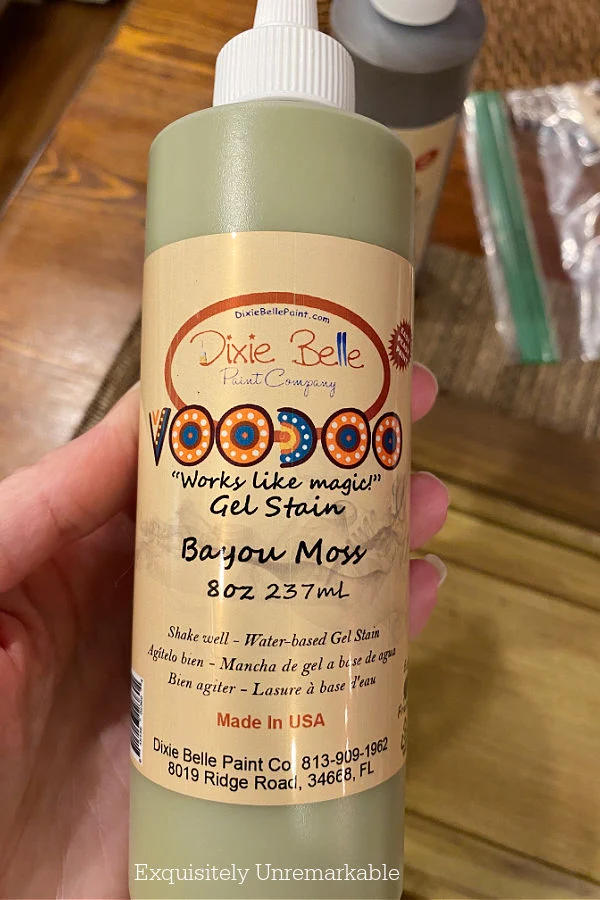 DixieBellePaint.com
Dixie Belle
Paint Company
VOODOO
"Works like magic!"
Gel Stain
Bayou Moss
8oz 237mL
Shake well - Water-based Gel Stain
Agítelo bien - Mancha de gel a base de agua
Bien agiter - Lasure à base d'eau
Made In USA
Dixie Belle Paint Co 813-909-1962
8019 Ridge Road, 34668, FL
Exquisitely Unremarkable